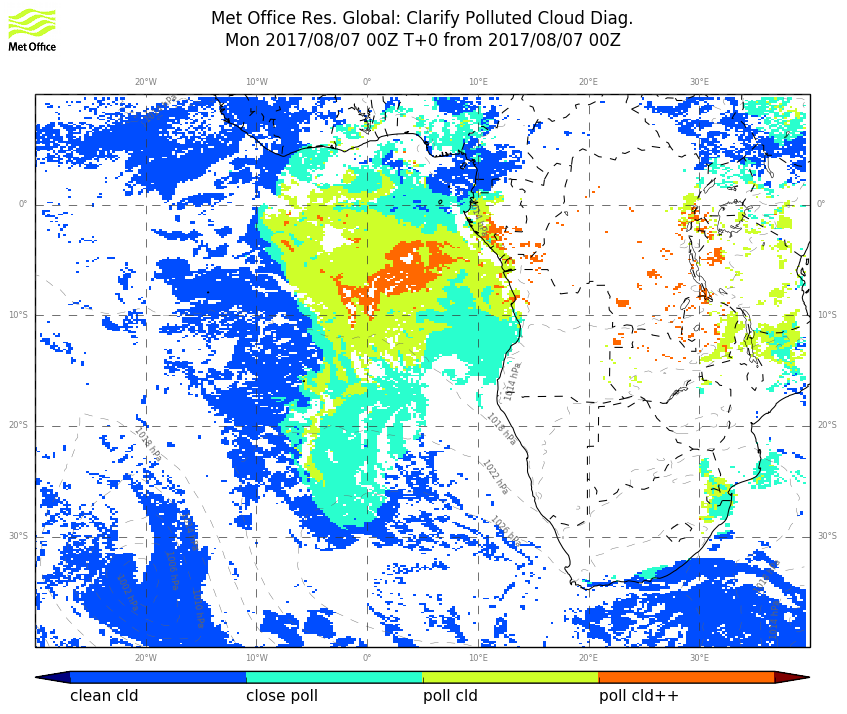 Met Office Res. Global: Clarify Polluted Cloud Diag.
Mon 2017/08/07 00Z T+0 from 2017/08/07 00Z
Met Office
20°W 10°W 0° 10°E 20°E 30°E
0° 0°
10°S 10°S
1014 hPa
20°S 20°S
1018 hPa 1018 hPa
1022 hPa
1026 hPa
30°S 30°S
20°W 10°W 0° 10°E 20°E 30°E
clean cld close poll poll cld poll cld++